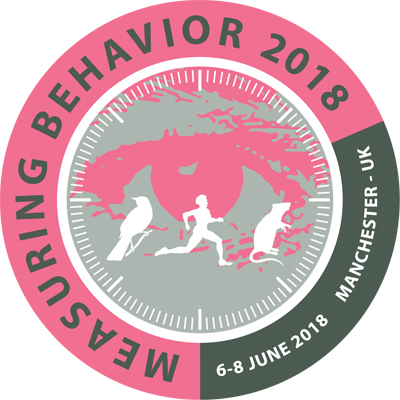 MEASURING BEHAVIOR 2018
6-8 JUNE 2018 MANCHESTER - UK